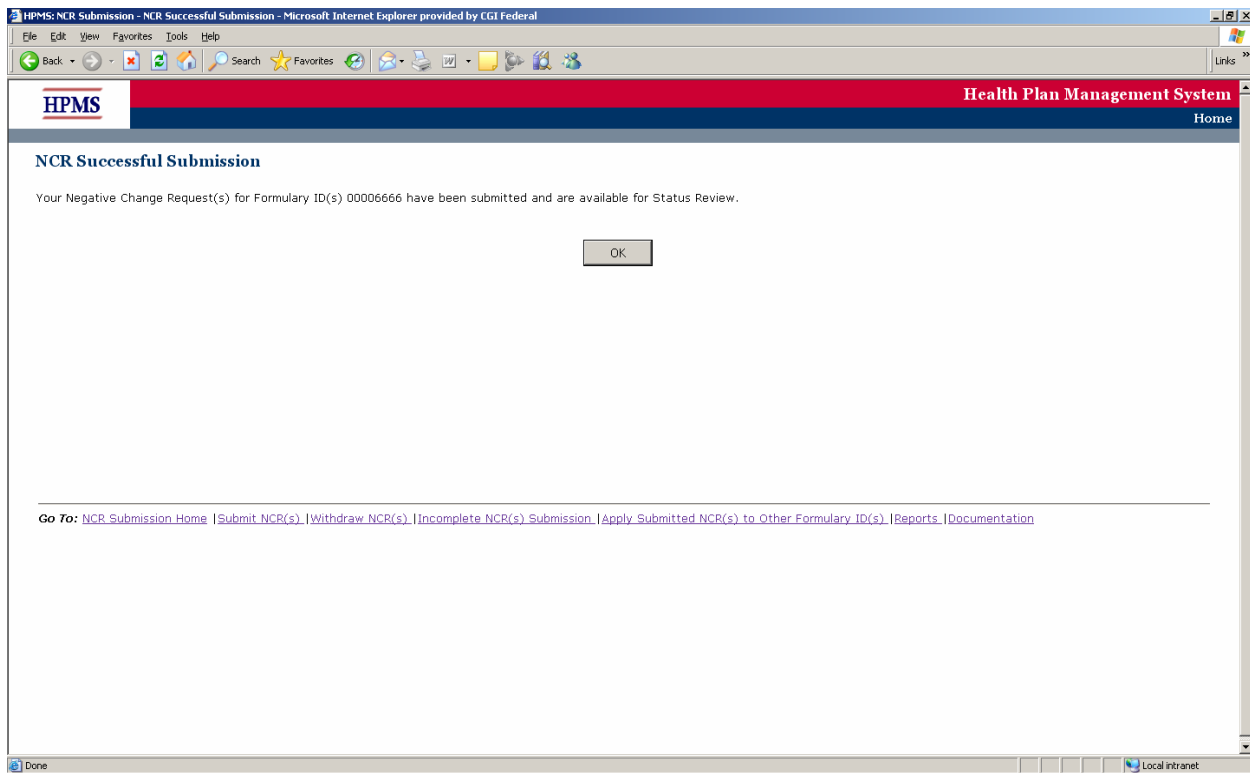 HPMS: NCR Submission - NCR Successful Submission - Microsoft Internet Explorer provided by CGI Federal
File Edit View Favorites Tools Help
Back Search Favorites W Links »
HPMS
Health Plan Management System
Home
NCR Successful Submission
Your Negative Change Request(s) for Formulary ID(s) 00006666 have been submitted and are available for Status Review.
OK
Go To: NCR Submission Home |Submit NCR(s) |Withdraw NCR(s) |Incomplete NCR(s) Submission |Apply Submitted NCR(s) to Other Formulary ID(s) |Reports |Documentation
Done Local intranet